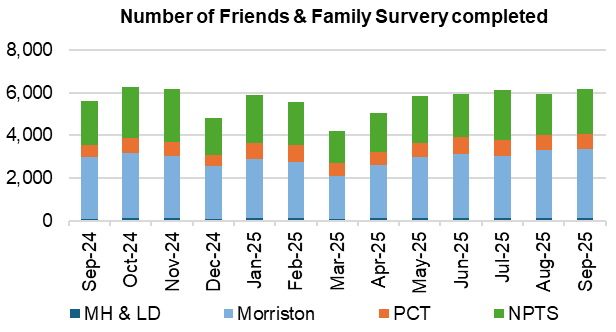 Number of Friends & Family Survery completed
8,000
6,000
4,000
2,000
0
Sep-24
Oct-24
Nov-24
Dec-24
Jan-25
Feb-25
Mar-25
Apr-25
May-25
Jun-25
Jul-25
Aug-25
Sep-25
MH & LD Morriston PCT NPTS